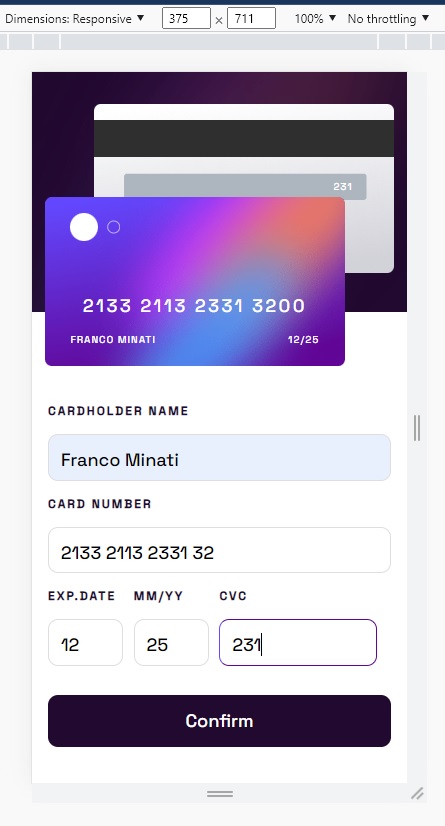 Dimensions: Responsive ▼ 375 × 711 100% ▼ No throttling ▼
231
2133 2113 2331 3200
FRANCO MINATI 12/25
CARDHOLDER NAME
Franco Minati
CARD NUMBER
2133 2113 2331 32
EXP.DATE MM/YY CVC
12 25 231
Confirm